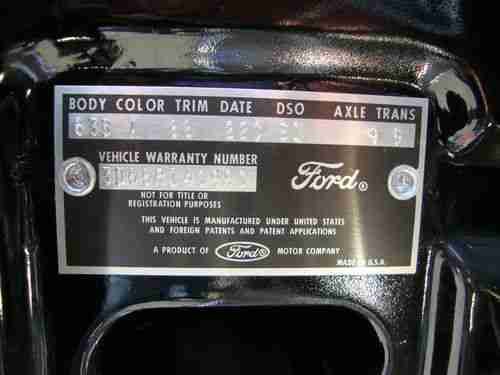 BODY COLOR TRIM DATE DSO AXLE TRANS
VEHICLE WARRANTY NUMBER
Ford®
NOT FOR TITLE OR
REGISTRATION PURPOSES
THIS VEHICLE IS MANUFACTURED UNDER UNITED STATES
AND FOREIGN PATENTS AND PATENT APPLICATIONS
A PRODUCT OF Ford® MOTOR COMPANY
MADE IN U.S.A.